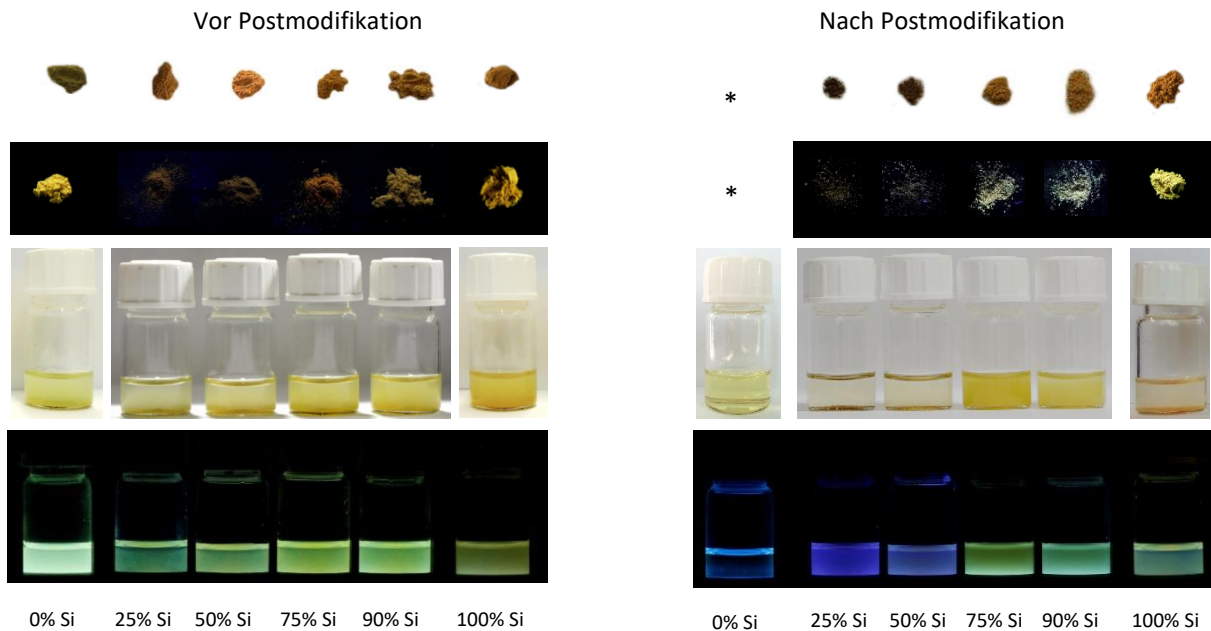 Vor Postmodifikation
Nach Postmodifikation
*
*
0% Si 25% Si 50% Si 75% Si 90% Si 100% Si
0% Si 25% Si 50% Si 75% Si 90% Si 100% Si